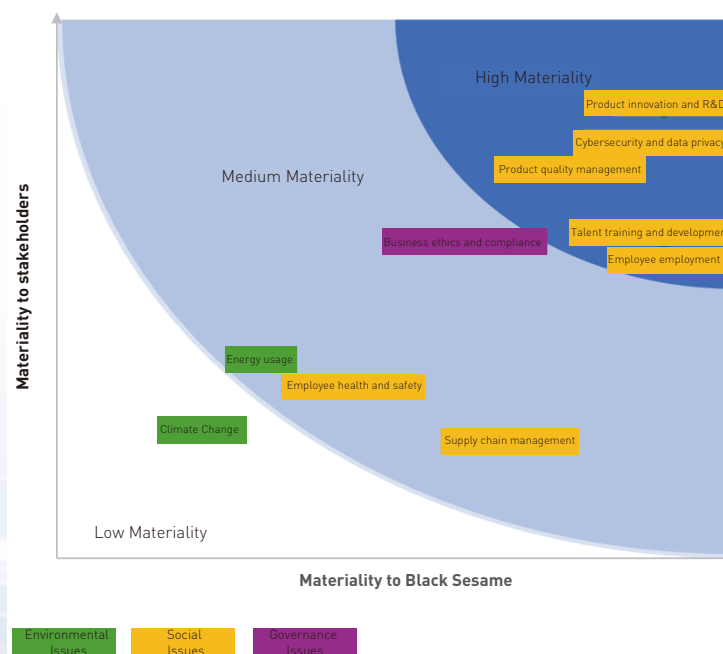 High Materiality
Product innovation and R&D
Cybersecurity and data privacy
Product quality management
Medium Materiality
Materiality to stakeholders
Talent training and developmen
Business ethics and compliance
Employee employment
Energy usage
Employee health and safety
Climate Change
Supply chain management
Low Materiality
Materiality to Black Sesame
Environmental
Issues
Social
Issues
Governance
Issues